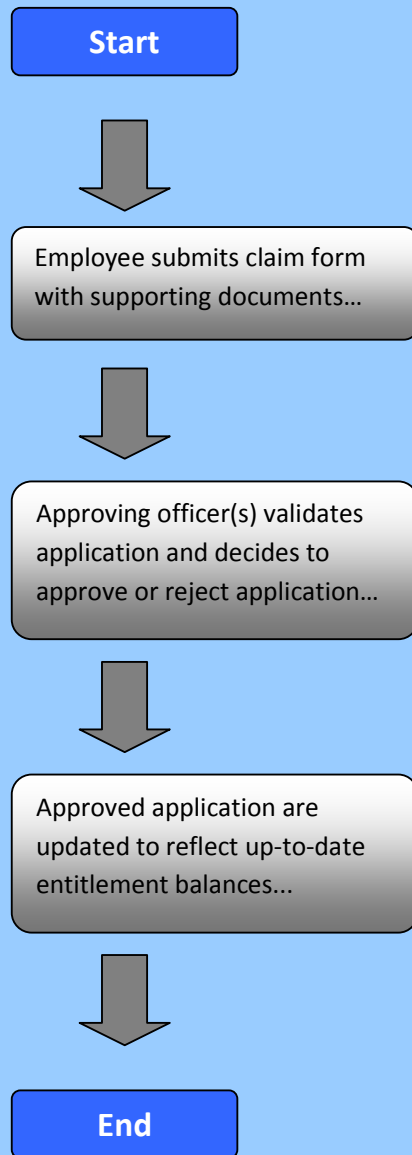 Start
Employee submits claim form
with supporting documents…
Approving officer(s) validates
application and decides to
approve or reject application…
Approved application are
updated to reflect up-to-date
entitlement balances...
End